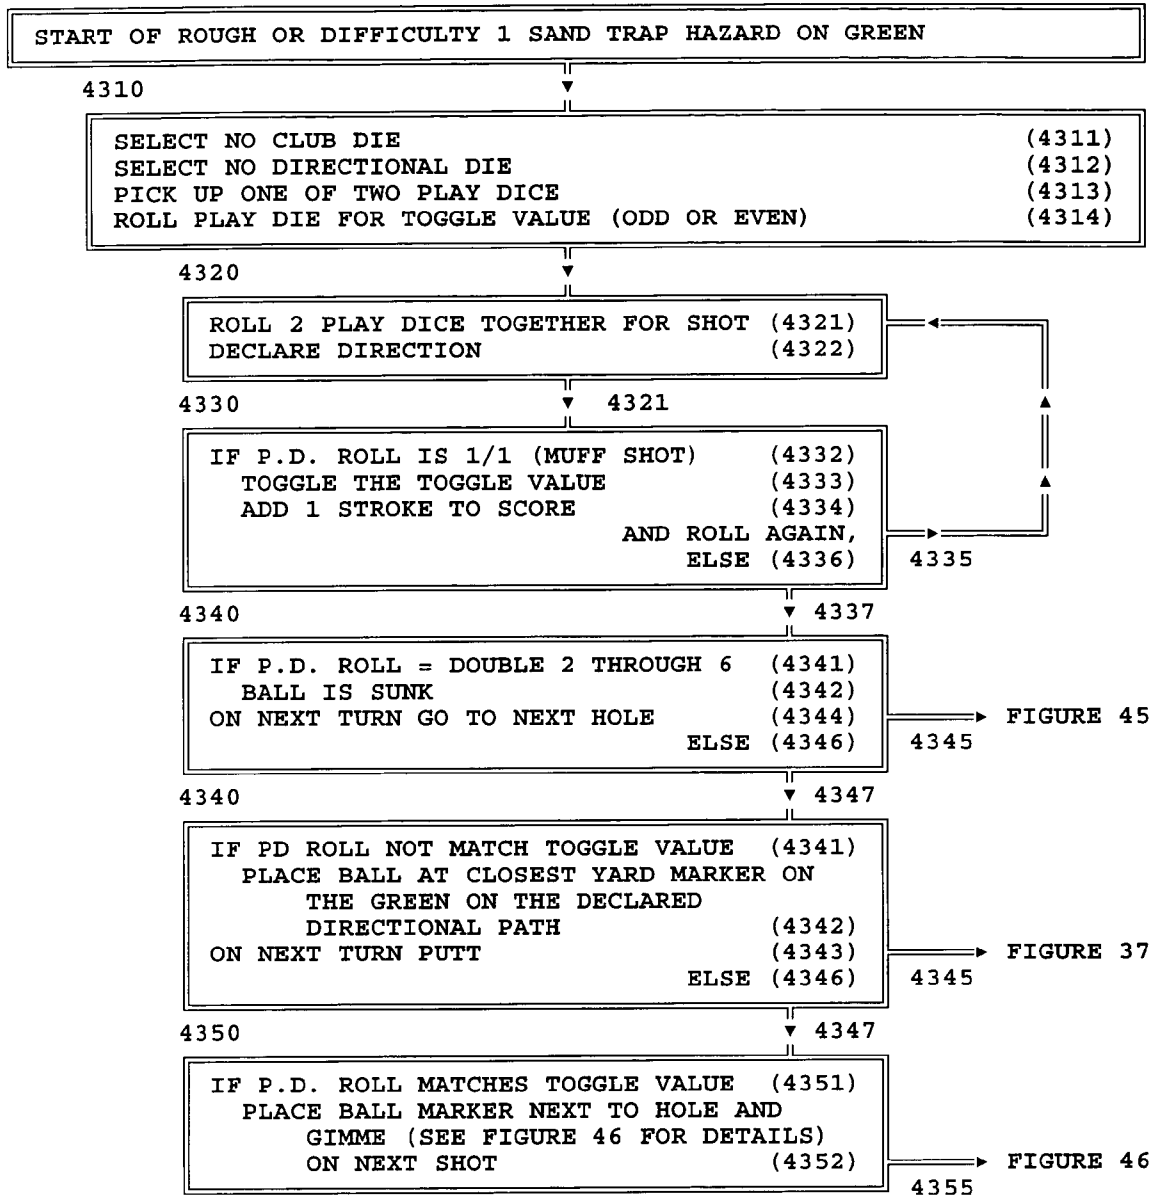 START OF ROUGH OR DIFFICULTY 1 SAND TRAP HAZARD ON GREEN
4310
SELECT NO CLUB DIE (4311)
SELECT NO DIRECTIONAL DIE (4312)
PICK UP ONE OF TWO PLAY DICE (4313)
ROLL PLAY DIE FOR TOGGLE VALUE (ODD OR EVEN) (4314)
4320
ROLL 2 PLAY DICE TOGETHER FOR SHOT (4321)
DECLARE DIRECTION (4322)
4330 4321
IF P.D. ROLL IS 1/1 (MUFF SHOT) (4332)
TOGGLE THE TOGGLE VALUE (4333)
ADD 1 STROKE TO SCORE (4334)
AND ROLL AGAIN,
ELSE (4336) 4335
4340 4337
IF P.D. ROLL = DOUBLE 2 THROUGH 6 (4341)
BALL IS SUNK (4342)
ON NEXT TURN GO TO NEXT HOLE (4344) FIGURE 45
ELSE (4346) 4345
4340 4347
IF PD ROLL NOT MATCH TOGGLE VALUE (4341)
PLACE BALL AT CLOSEST YARD MARKER ON
THE GREEN ON THE DECLARED
DIRECTIONAL PATH (4342)
ON NEXT TURN PUTT (4343) FIGURE 37
ELSE (4346) 4345
4350 4347
IF P.D. ROLL MATCHES TOGGLE VALUE (4351)
PLACE BALL MARKER NEXT TO HOLE AND
GIMME (SEE FIGURE 46 FOR DETAILS)
ON NEXT SHOT (4352) FIGURE 46
4355